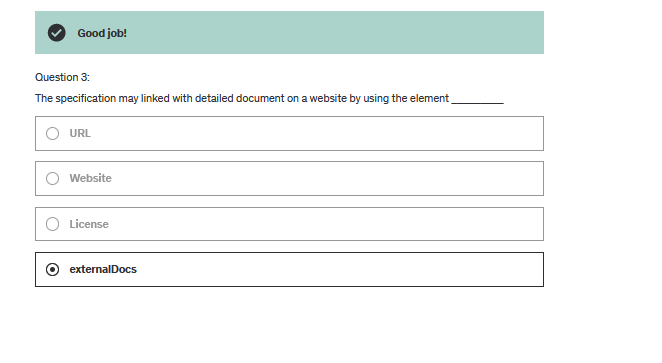 Good job!
Question 3:
The specification may linked with detailed document on a website by using the element __________
URL
Website
License
externalDocs